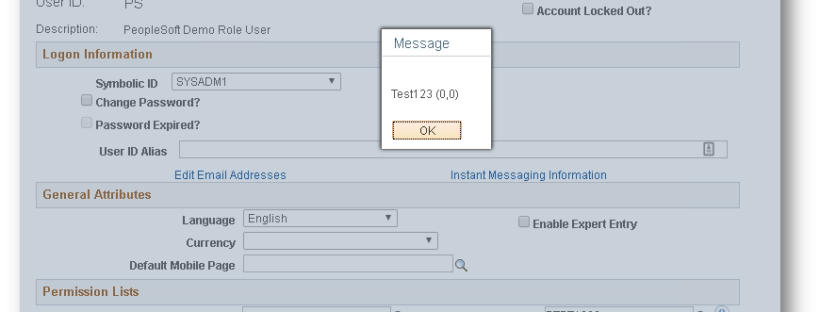 User ID: PS
Account Locked Out?
Description: PeopleSoft Demo Role User
Message
Logon Information
Symbolic ID SYSADM1
Test123 (0,0)
Change Password?
OK
Password Expired?
User ID Alias
Edit Email Addresses Instant Messaging Information
General Attributes
Language English
Enable Expert Entry
Currency
Default Mobile Page
Permission Lists